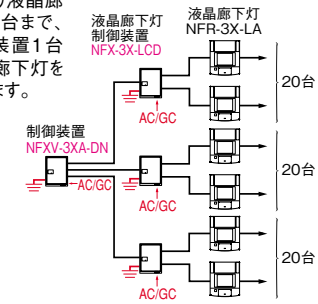 液晶廊
台まで、
装置1台
廊下灯を
ます。
液晶廊下灯
制御装置
NFX-3X-LCD
液晶廊下灯
NFR-3X-LA
AC/GC
20台
制御装置
NFXV-3XA-DN
AC/GC
AC/GC
20台
AC/GC
20台